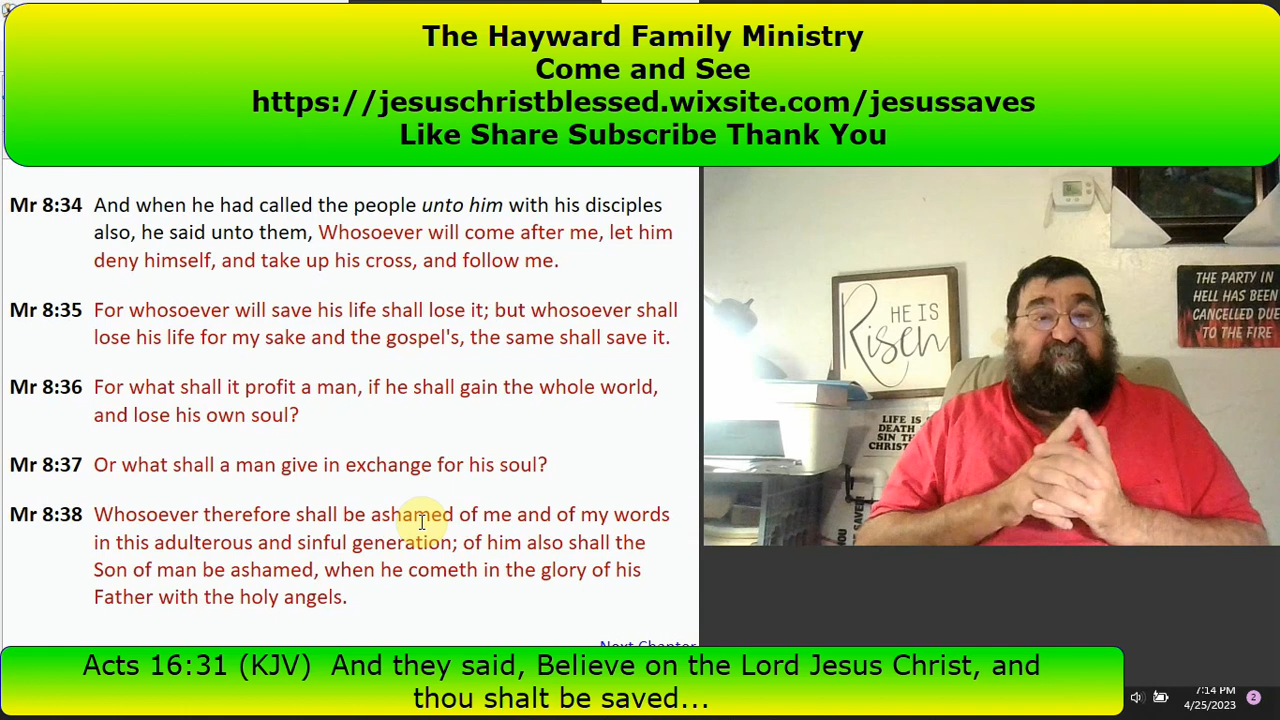 The Hayward Family Ministry
Come and See
https://jesuschristblessed.wixsite.com/jesussaves
Like Share Subscribe Thank You
Mr 8:34 And when he had called the people unto him with his disciples
also, he said unto them, Whosoever will come after me, let him
deny himself, and take up his cross, and follow me.
Mr 8:35 For whosoever will save his life shall lose it; but whosoever shall
lose his life for my sake and the gospel's, the same shall save it.
Mr 8:36 For what shall it profit a man, if he shall gain the whole world,
and lose his own soul?
Mr 8:37 Or what shall a man give in exchange for his soul?
Mr 8:38 Whosoever therefore shall be ashamed of me and of my words
in this adulterous and sinful generation; of him also shall the
Son of man be ashamed, when he cometh in the glory of his
Father with the holy angels.
Next Chapter
HE IS
Risen
LIFE IS
DEATH
SIN TH
CHRIST
THE PARTY IN
HELL HAS BEEN
CANCELLED DUE
TO THE FIRE
Acts 16:31 (KJV) And they said, Believe on the Lord Jesus Christ, and
thou shalt be saved...
7:14 PM
4/25/2023
2